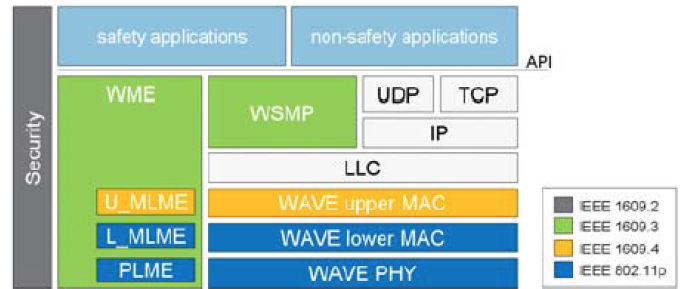 safety applications
non-safety applications
API
Security
WME
WSMP
UDP
TCP
IP
LLC
U_MLME
WAVE upper MAC
L_MLME
WAVE lower MAC
PLME
WAVE PHY
IEEE 1609.2
IEEE 1609.3
IEEE 1609.4
IEEE 802.11p